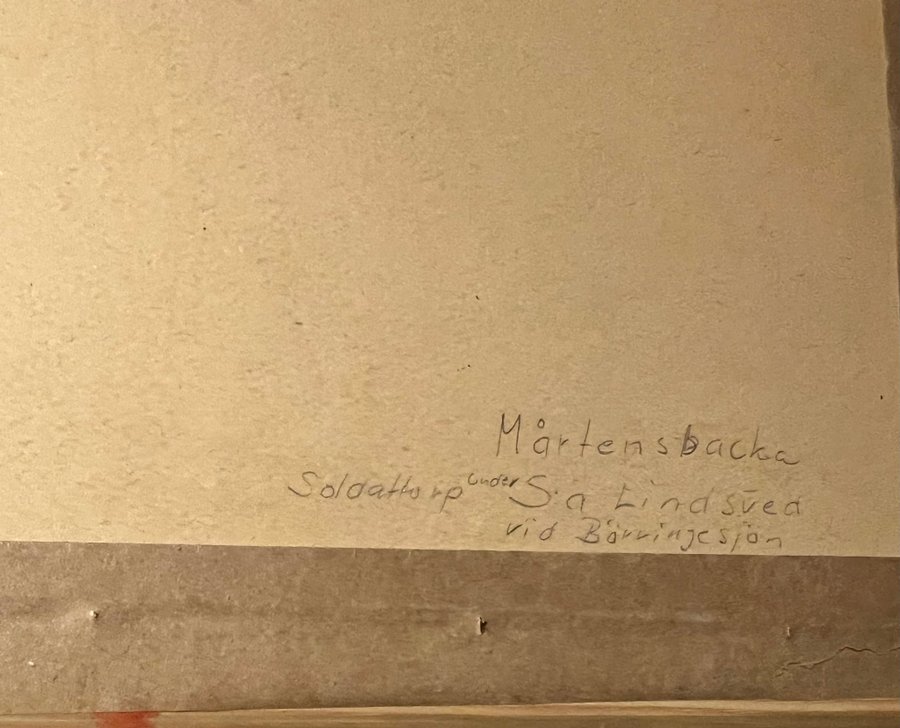 Mårtensbacka
Soldattorp under S:a Lindsved
vid Börringesjön